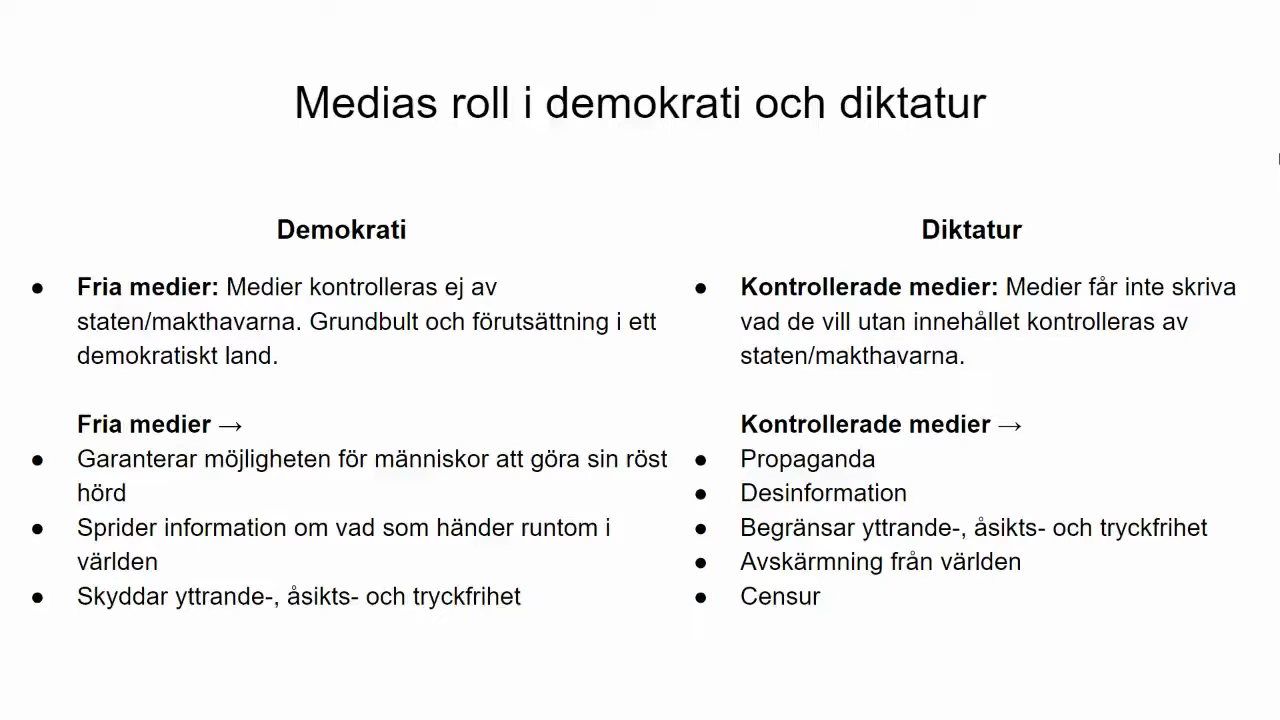 Medias roll i demokrati och diktatur
Demokrati
● Fria medier: Medier kontrolleras ej av
staten/makthavarna. Grundbult och förutsättning i ett
demokratiskt land.
Fria medier →
● Garanterar möjligheten för människor att göra sin röst
hörd
● Sprider information om vad som händer runtom i
världen
● Skyddar yttrande-, åsikts- och tryckfrihet
Diktatur
● Kontrollerade medier: Medier får inte skriva
vad de vill utan innehållet kontrolleras av
staten/makthavarna.
Kontrollerade medier →
● Propaganda
● Desinformation
● Begränsar yttrande-, åsikts- och tryckfrihet
● Avskärmning från världen
● Censur